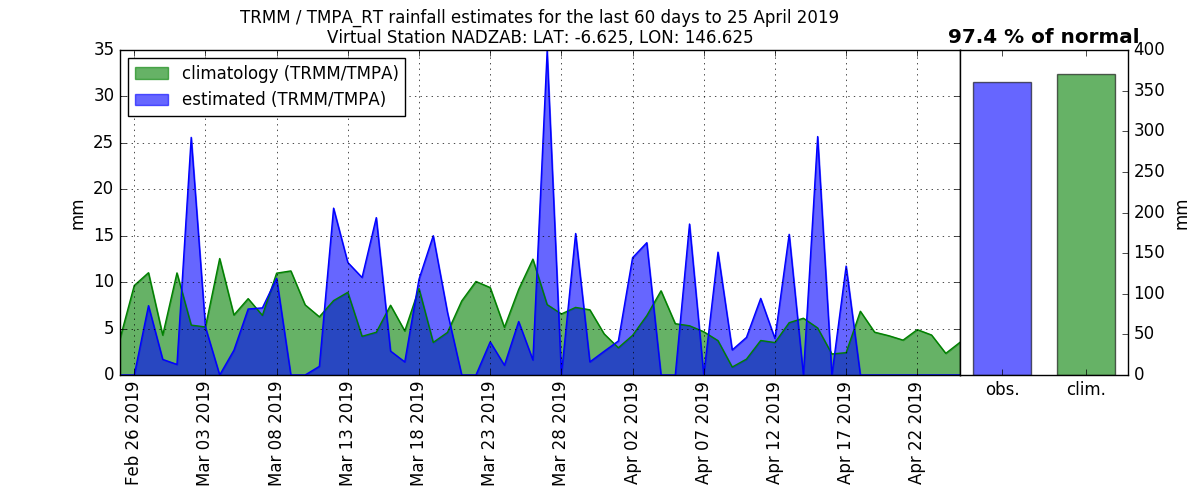 TRMM / TMPA_RT rainfall estimates for the last 60 days to 25 April 2019
Virtual Station NADZAB: LAT: -6.625, LON: 146.625
97.4 % of normal
climatology (TRMM/TMPA)
estimated (TRMM/TMPA)
mm
35
30
25
20
15
10
5
0
Feb 26 2019
Mar 03 2019
Mar 08 2019
Mar 13 2019
Mar 18 2019
Mar 23 2019
Mar 28 2019
Apr 02 2019
Apr 07 2019
Apr 12 2019
Apr 17 2019
Apr 22 2019
obs.
clim.
400
350
300
250
200
150
100
50
0
mm